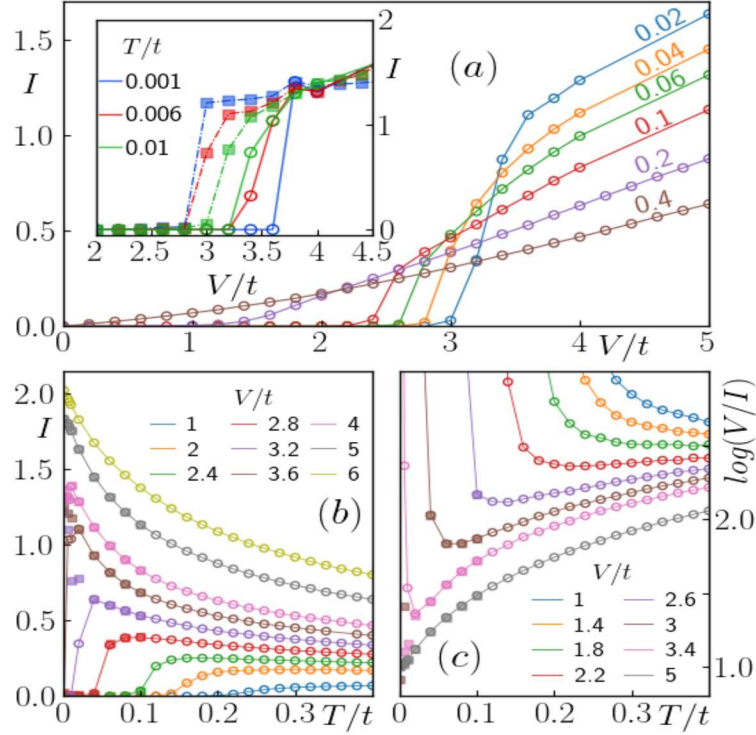 1.5
1.0
0.5
0.0
I
T/t
0.001
0.006
0.01
2
1
0
I
2 2.5 3 3.5 4 4.5
V/t
(a)
0.02
0.04
0.06
0.1
0.2
0.4
0 1 2 3 4 5
V/t
2.0
1.5
1.0
0.5
0.0
I
V/t
1 2.8 4
2 3.2 5
2.4 3.6 6
(b)
0 0.1 0.2 0.3 T/t
log(V/I)
2.0
1.0
V/t
1 2.6
1.4 3
1.8 3.4
2.2 5
(c)
0 0.1 0.2 0.3 T/t